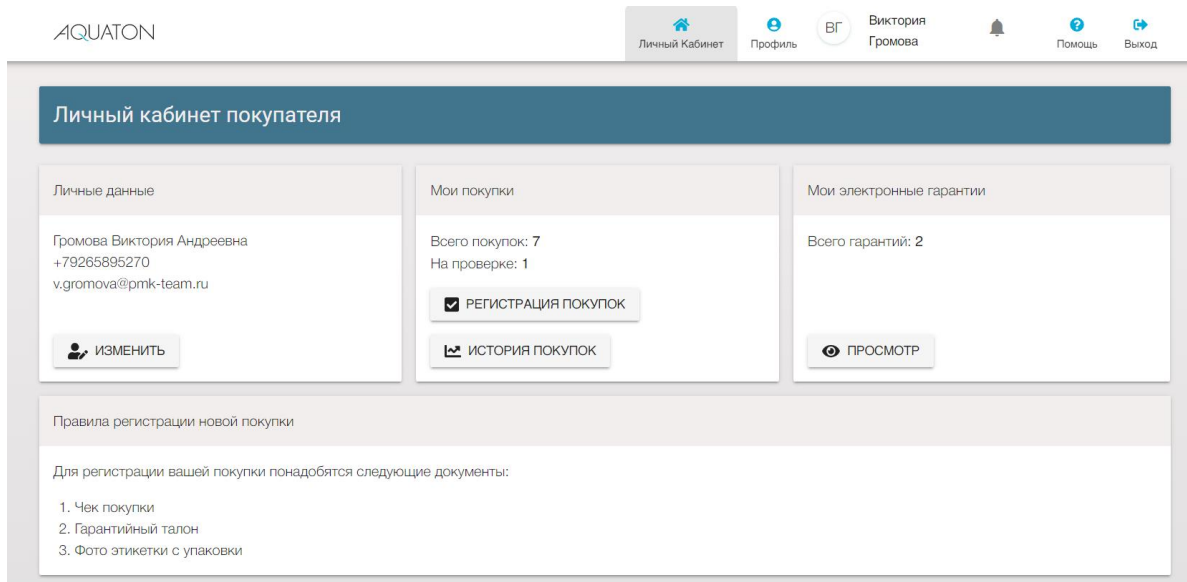 AQUATON
Личный Кабинет
Профиль
ВГ
Виктория
Громова
Помощь
Выход
Личный кабинет покупателя
Личные данные
Громова Виктория Андреевна
+79265895270
v.gromova@pmk-team.ru
ИЗМЕНИТЬ
Мои покупки
Всего покупок: 7
На проверке: 1
РЕГИСТРАЦИЯ ПОКУПОК
ИСТОРИЯ ПОКУПОК
Мои электронные гарантии
Всего гарантий: 2
ПРОСМОТР
Правила регистрации новой покупки
Для регистрации вашей покупки понадобятся следующие документы:
1. Чек покупки
2. Гарантийный талон
3. Фото этикетки с упаковки